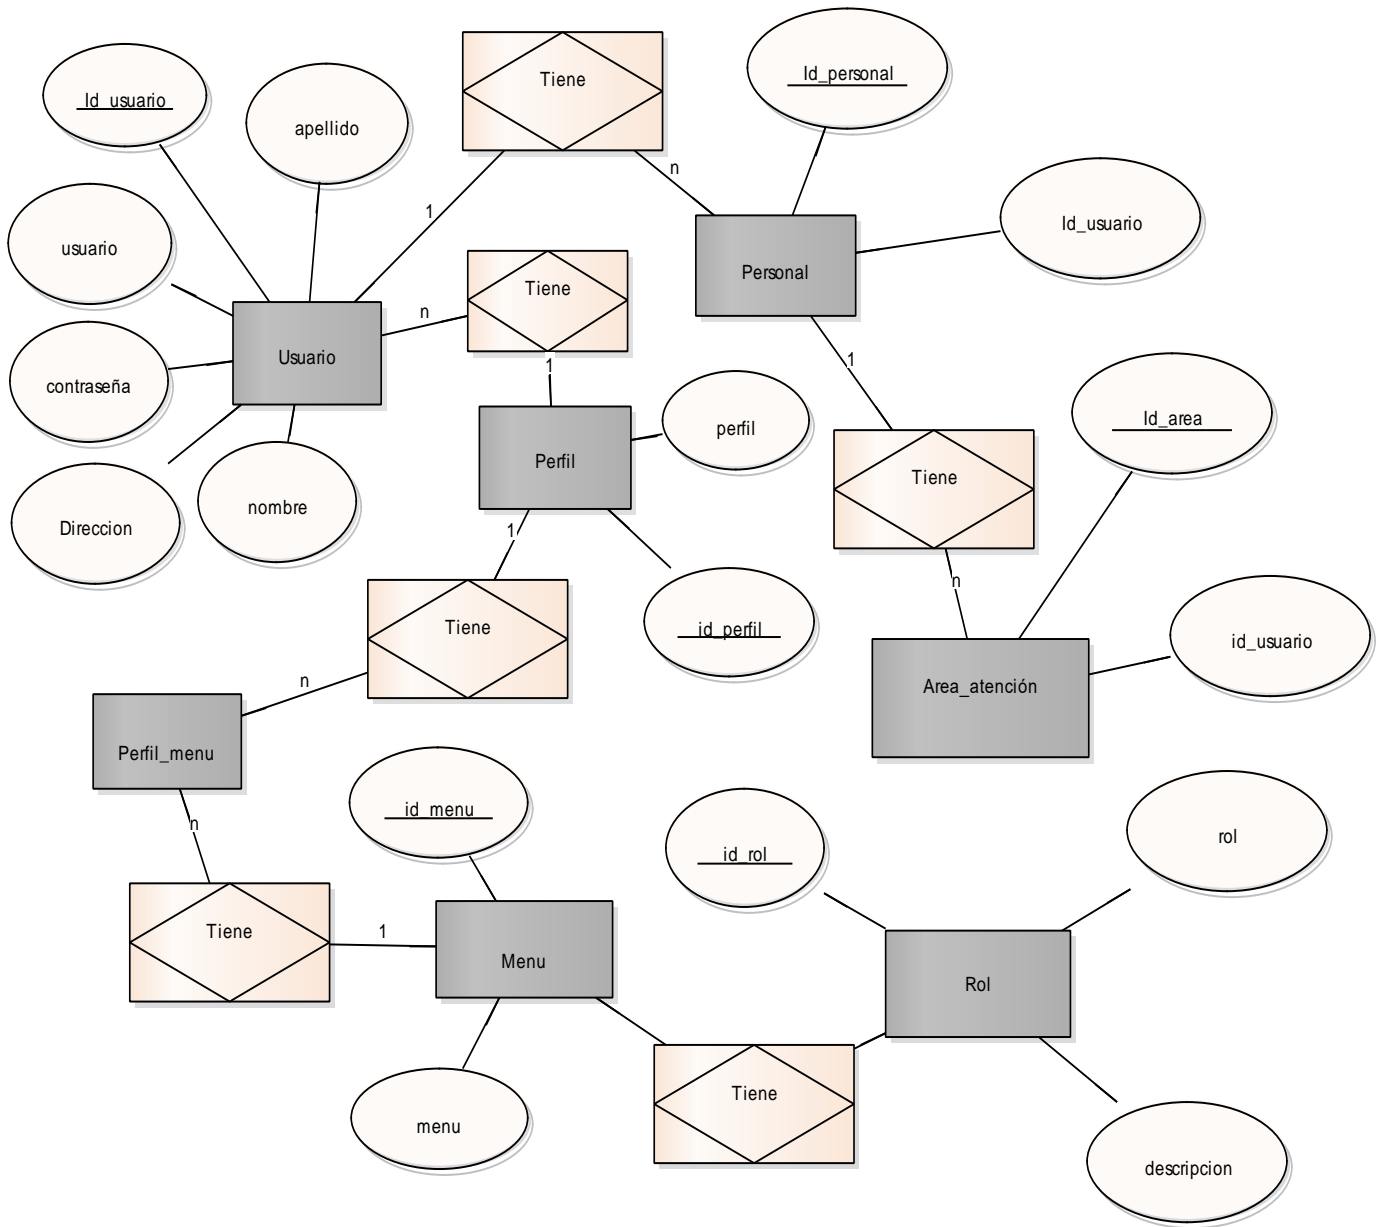 Id_personal
Tiene
Id_usuario
apellido
n
1
Id_usuario
usuario
Personal
Tiene
n
Usuario
1
1
contraseña
perfil
Id_area
Perfil
Tiene
nombre
Direccion
1
n
Tiene
id_perfil
id_usuario
n
Area_atención
Perfil_menu
id_menu
n
id_rol
rol
Tiene
1
Menu
Rol
Tiene
menu
descripcion